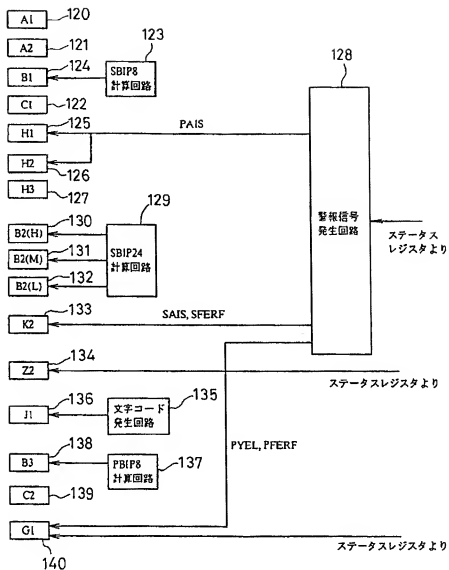 A1
120
A2
121
B1
124
SBIP8
計算回路
123
C1
122
H1
125
PAIS
H2
126
H3
127
警報信号
発生回路
128
ステータス
レジスタより
B2(H)
130
B2(M)
131
B2(L)
132
SBIP24
計算回路
129
K2
133
SAIS, SFERF
Z2
134
ステータスレジスタより
J1
136
文字コード
発生回路
135
PYEL, PFERF
B3
138
PBIP8
計算回路
137
C2
139
G1
140
ステータスレジスタより